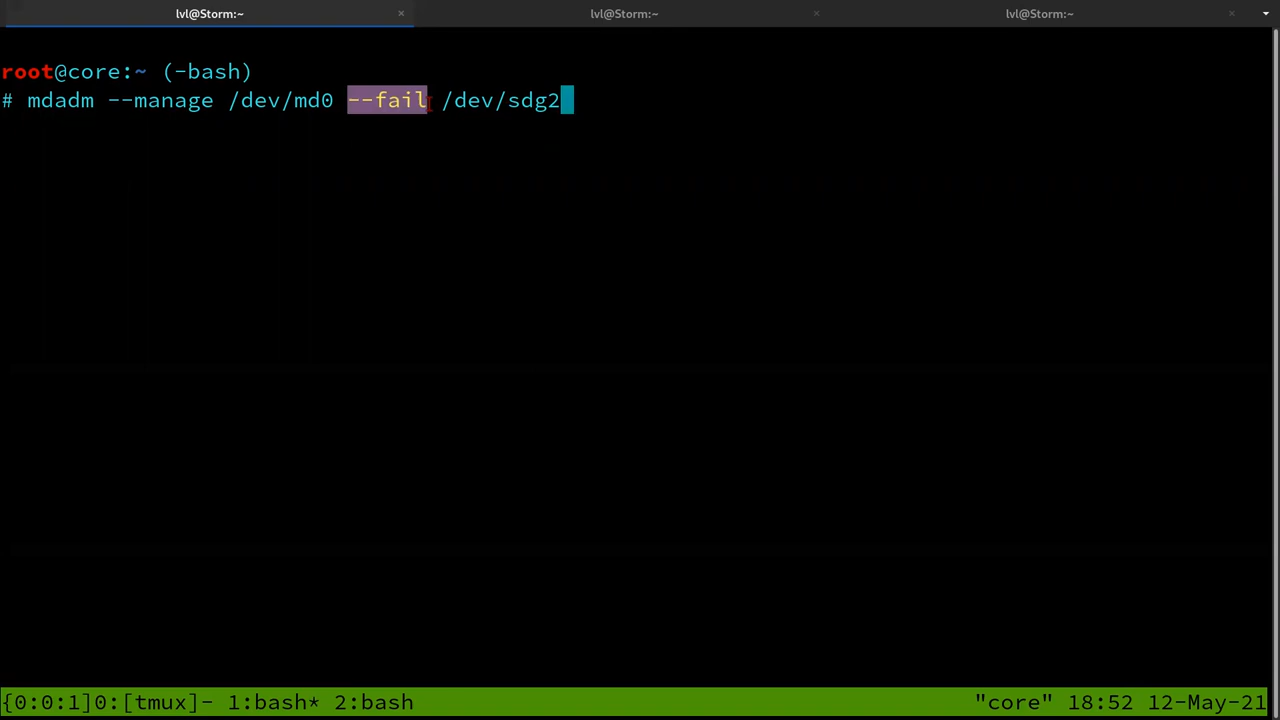 lvl@Storm:~ × lvl@Storm:~ × lvl@Storm:~ ×
root@core:~ (-bash)
# mdadm --manage /dev/md0 --fail /dev/sdg2
{0:0:1}0:[tmux]- 1:bash* 2:bash "core" 18:52 12-May-21